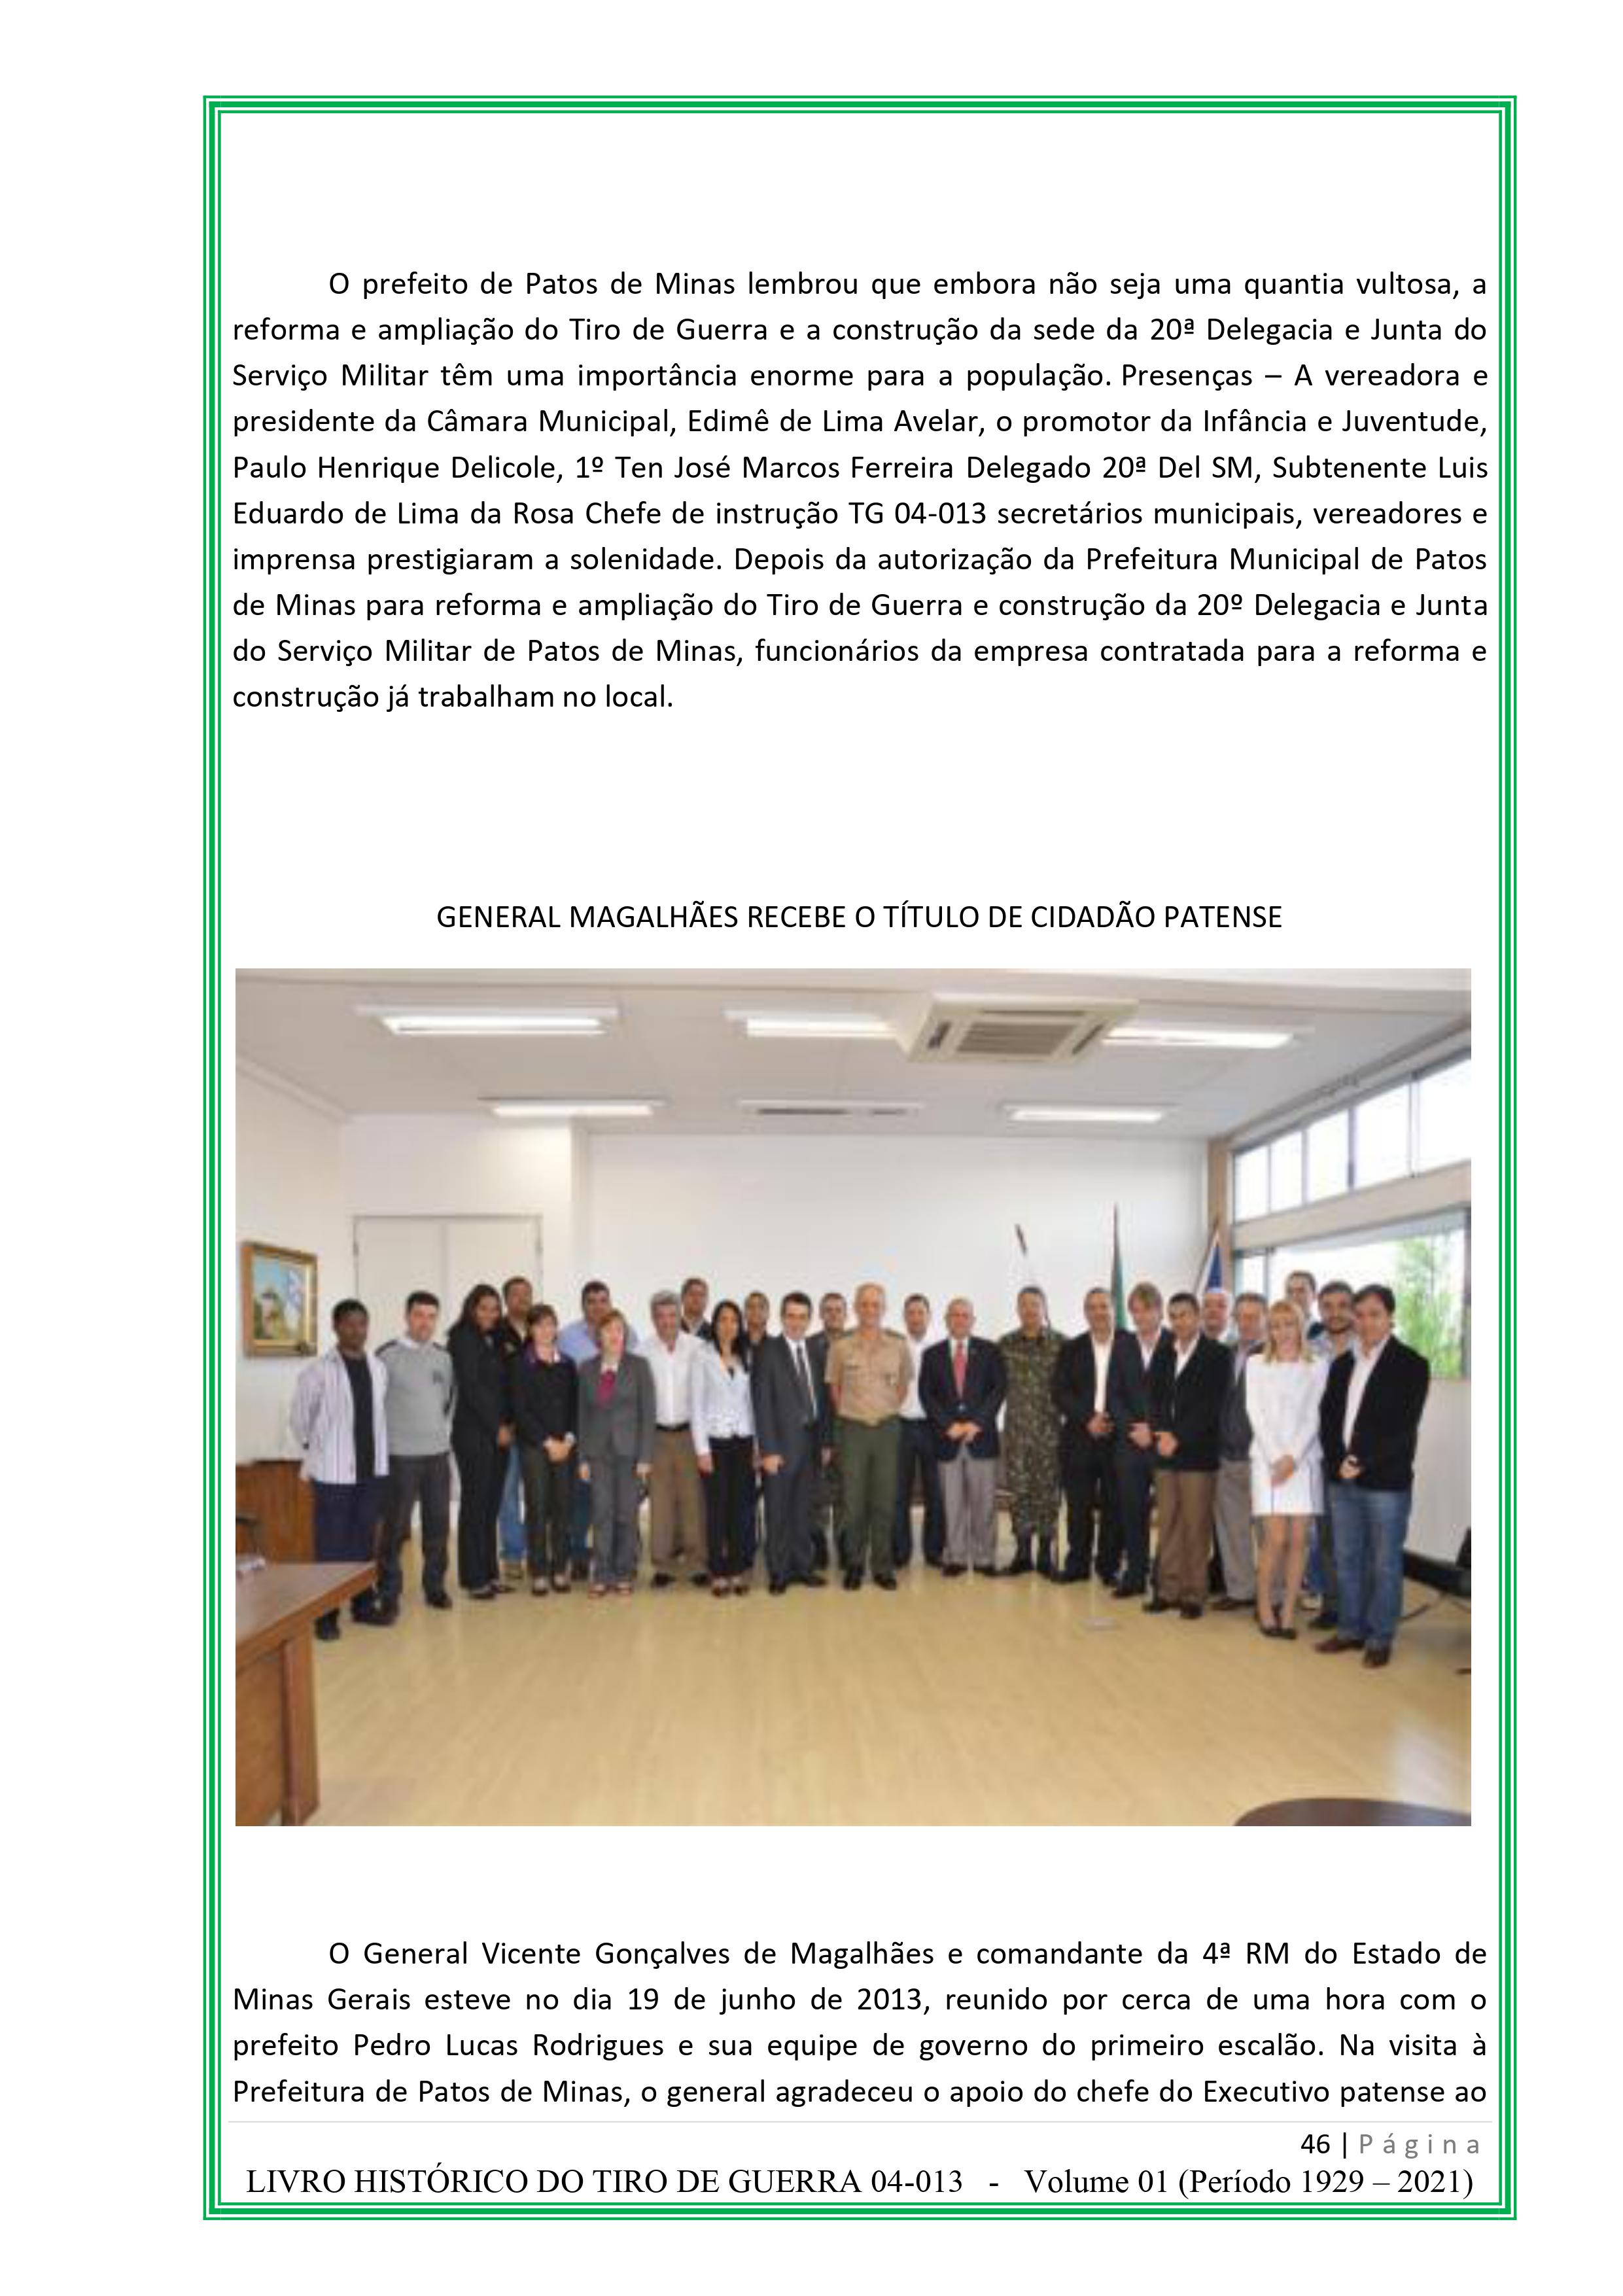 O prefeito de Patos de Minas lembrou que embora não seja uma quantia vultosa, a
reforma e ampliação do Tiro de Guerra e a construção da sede da 20ª Delegacia e Junta do
Serviço Militar têm uma importância enorme para a população. Presenças – A vereadora e
presidente da Câmara Municipal, Edimê de Lima Avelar, o promotor da Infância e Juventude,
Paulo Henrique Delicole, 1º Ten José Marcos Ferreira Delegado 20ª Del SM, Subtenente Luis
Eduardo de Lima da Rosa Chefe de instrução TG 04-013 secretários municipais, vereadores e
imprensa prestigiaram a solenidade. Depois da autorização da Prefeitura Municipal de Patos
de Minas para reforma e ampliação do Tiro de Guerra e construção da 20º Delegacia e Junta
do Serviço Militar de Patos de Minas, funcionários da empresa contratada para a reforma e
construção já trabalham no local.
GENERAL MAGALHÃES RECEBE O TÍTULO DE CIDADÃO PATENSE
O General Vicente Gonçalves de Magalhães e comandante da 4ª RM do Estado de
Minas Gerais esteve no dia 19 de junho de 2013, reunido por cerca de uma hora com o
prefeito Pedro Lucas Rodrigues e sua equipe de governo do primeiro escalão. Na visita à
Prefeitura de Patos de Minas, o general agradeceu o apoio do chefe do Executivo patense ao
46 | Página
LIVRO HISTÓRICO DO TIRO DE GUERRA 04-013 - Volume 01 (Período 1929 – 2021)